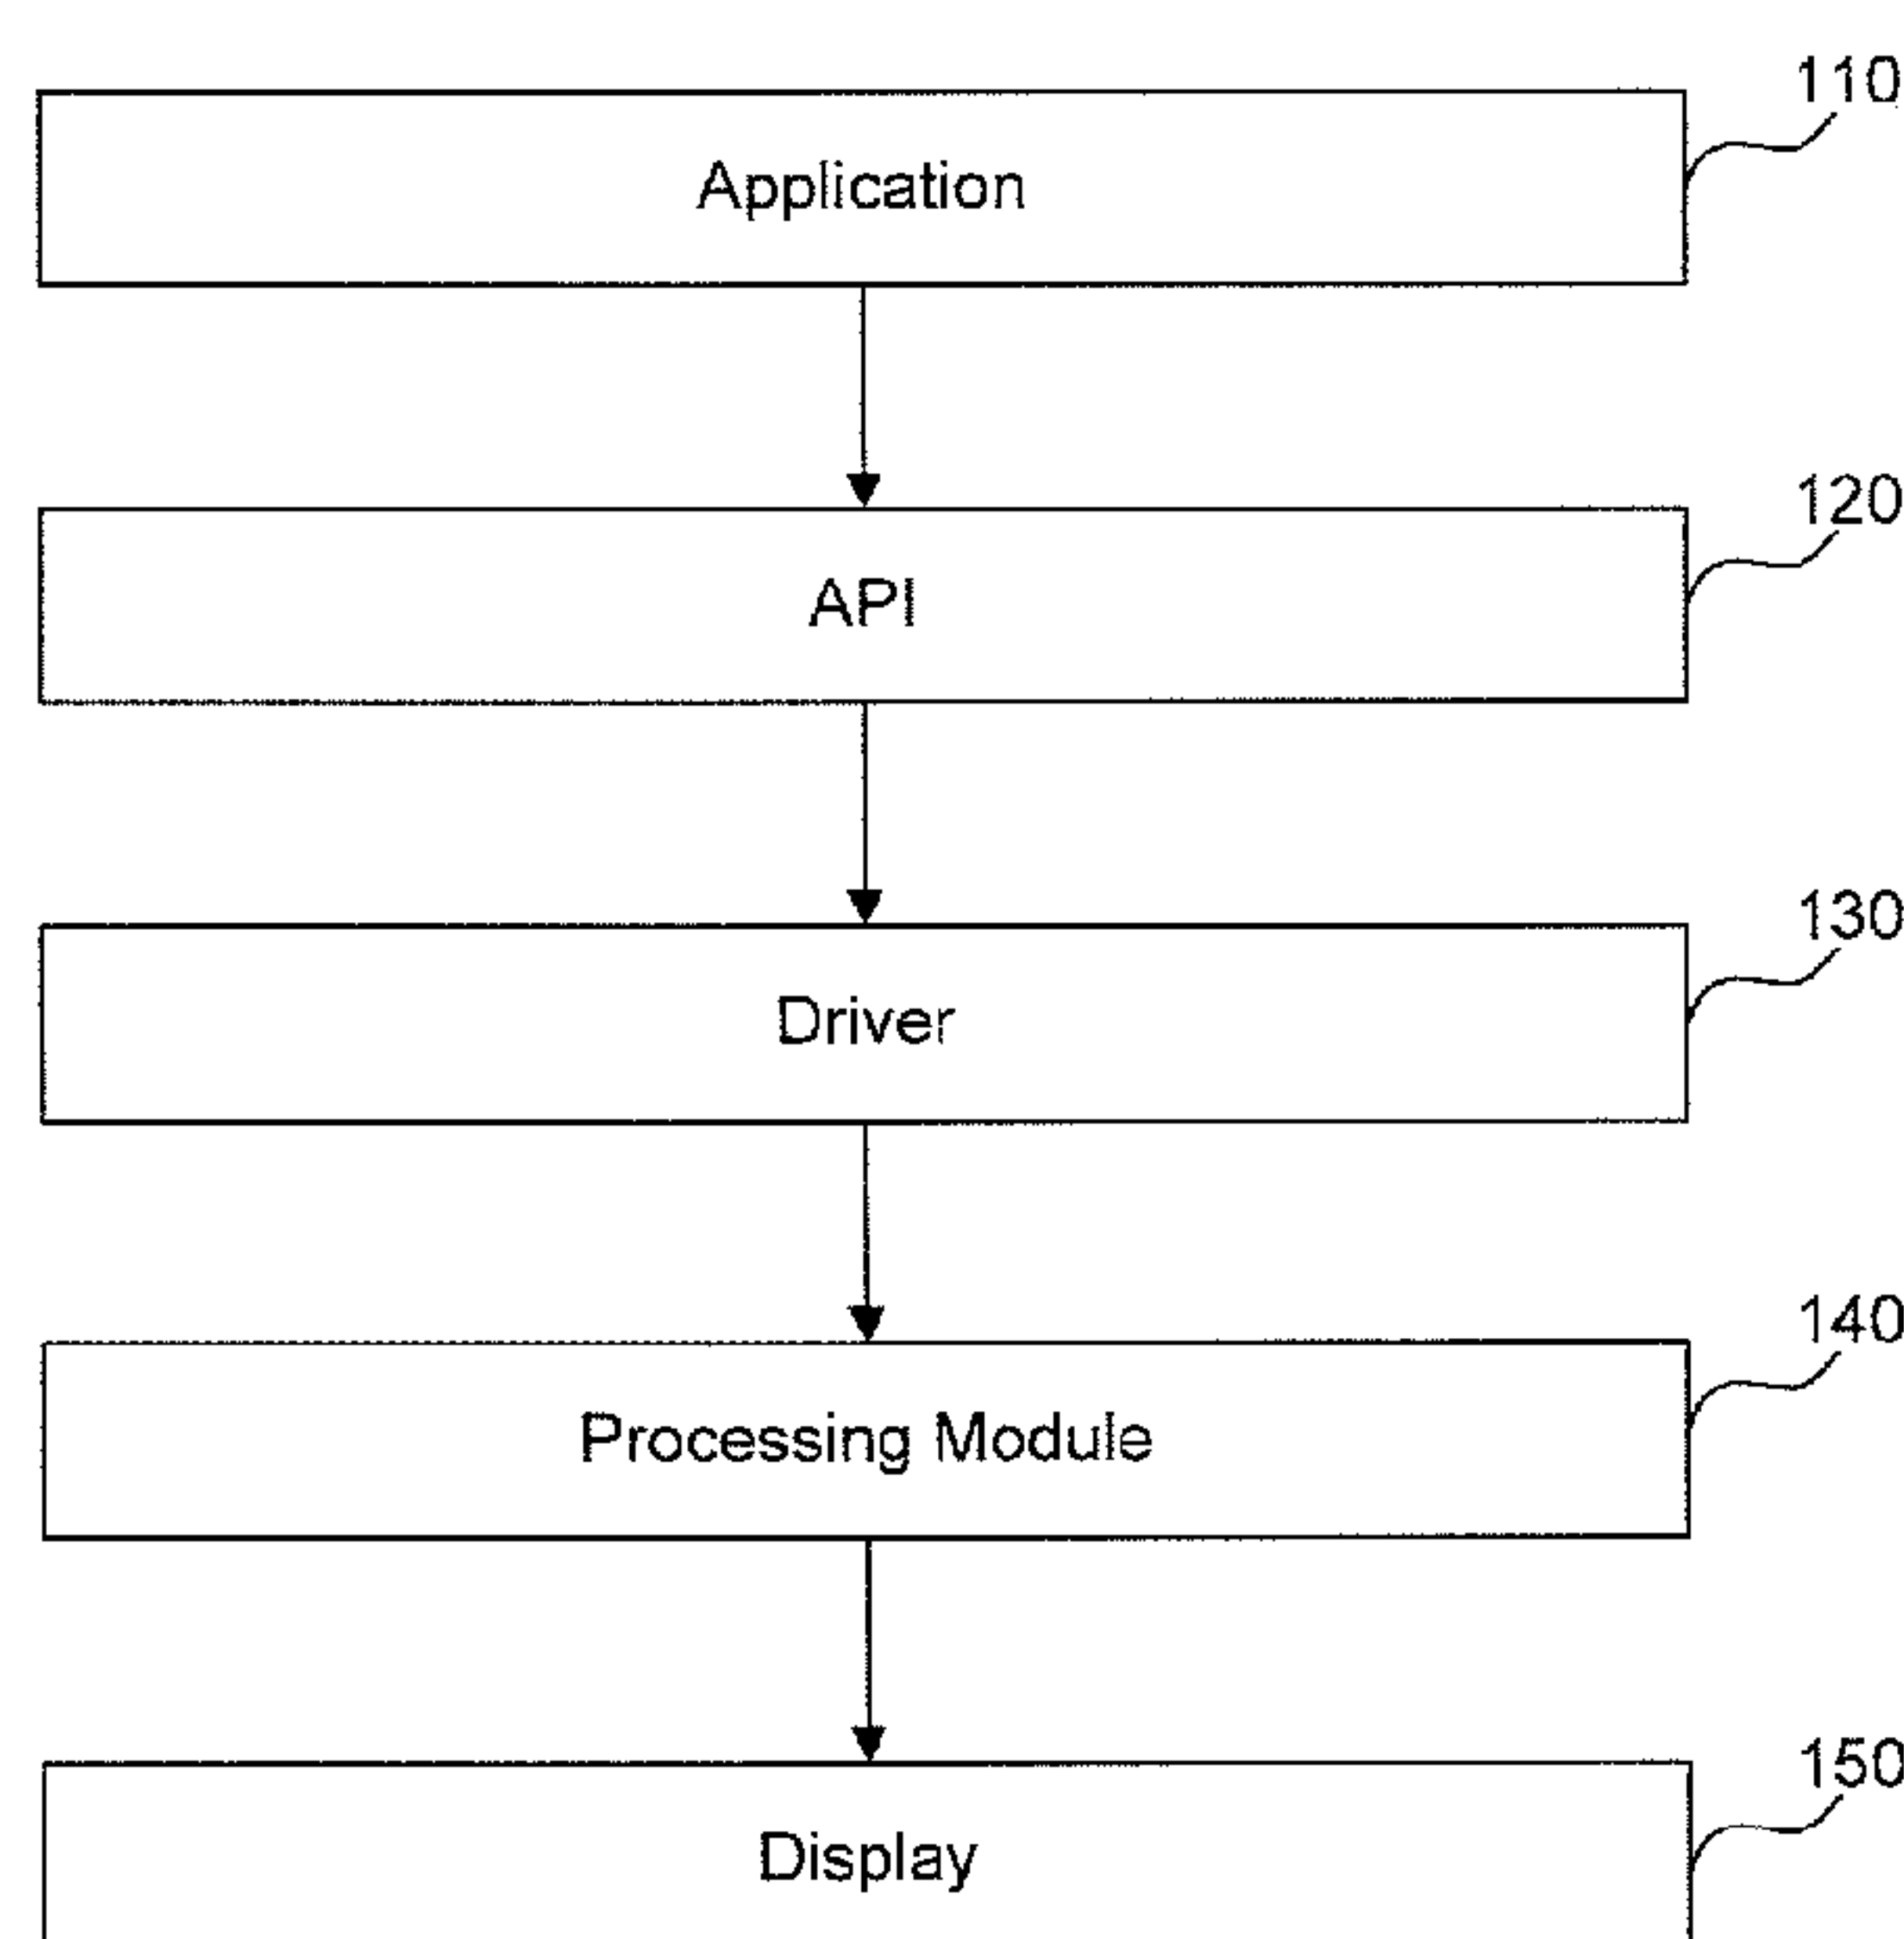 110
Application
120
API
130
Driver
140
Processing Module
150
Display